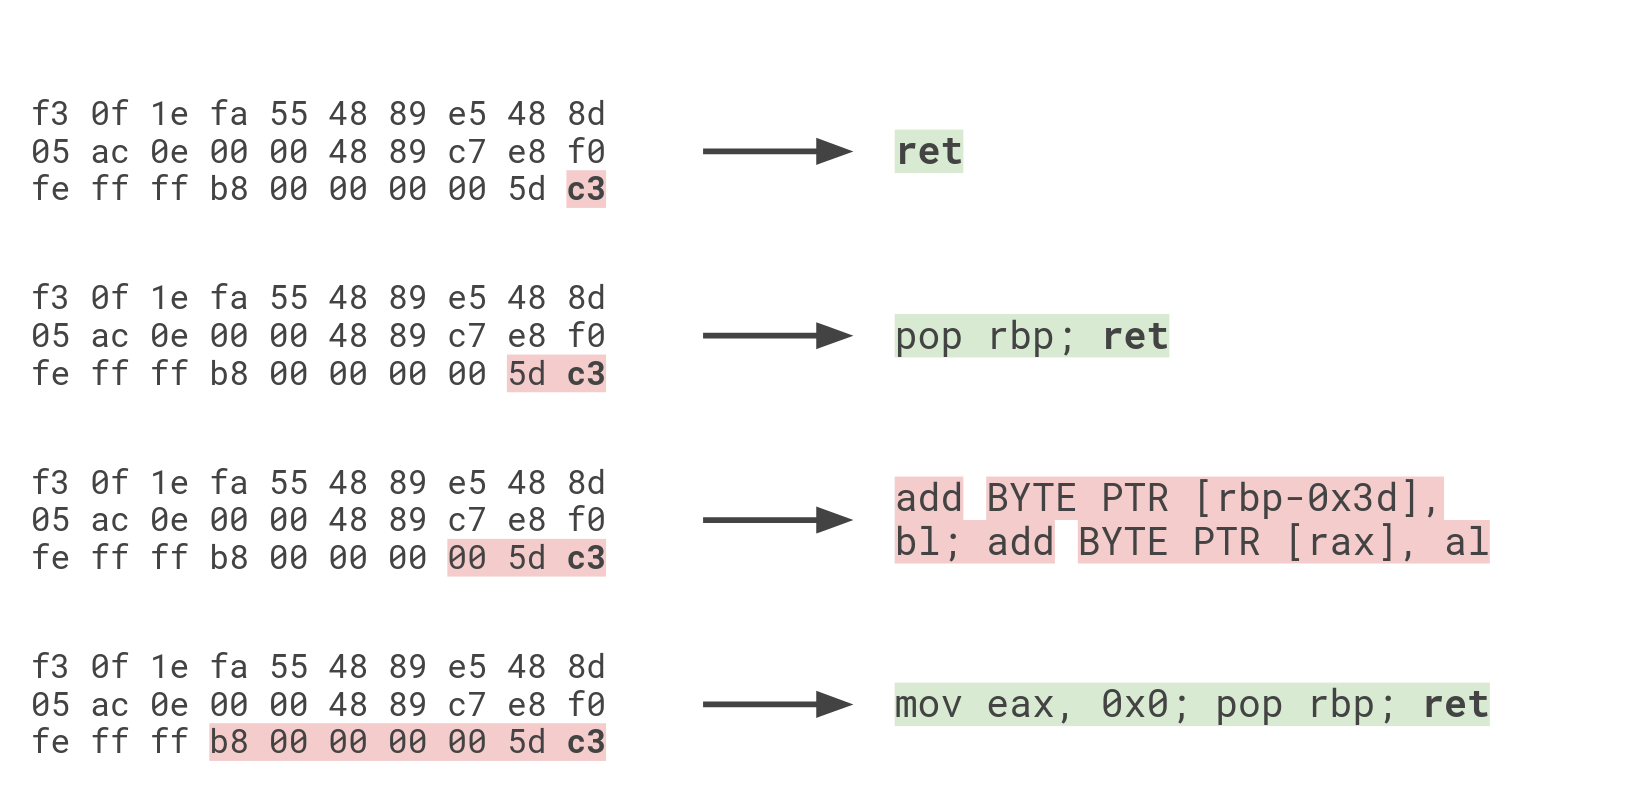 f3 0f 1e fa 55 48 89 e5 48 8d
05 ac 0e 00 00 48 89 c7 e8 f0
fe ff ff b8 00 00 00 00 5d c3
ret
f3 0f 1e fa 55 48 89 e5 48 8d
05 ac 0e 00 00 48 89 c7 e8 f0
fe ff ff b8 00 00 00 00 5d c3
pop rbp; ret
f3 0f 1e fa 55 48 89 e5 48 8d
05 ac 0e 00 00 48 89 c7 e8 f0
fe ff ff b8 00 00 00 00 5d c3
add BYTE PTR [rbp-0x3d],
bl; add BYTE PTR [rax], al
f3 0f 1e fa 55 48 89 e5 48 8d
05 ac 0e 00 00 48 89 c7 e8 f0
fe ff ff b8 00 00 00 00 5d c3
mov eax, 0x0; pop rbp; ret